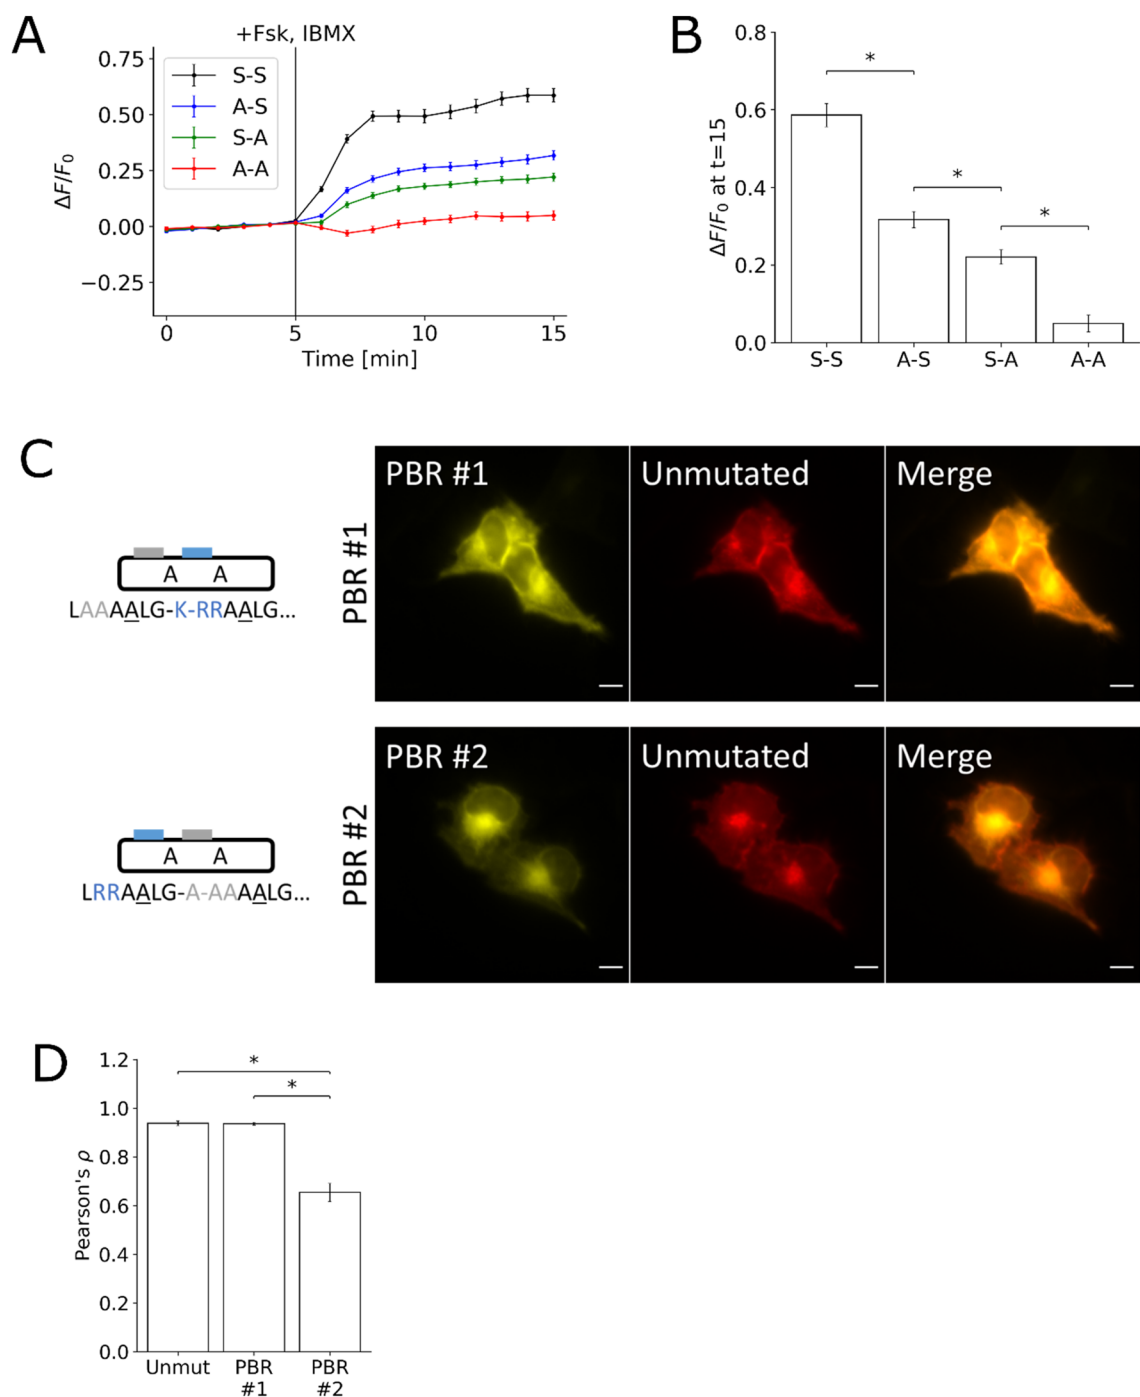 A
+Fsk, IBMX
0.75
0.50
0.25
0.00
−0.25
ΔF/F0
S-S
A-S
S-A
A-A
0
5
10
15
Time [min]
B
0.8
0.6
0.4
0.2
0.0
ΔF/F0 at t=15
*
*
*
S-S
A-S
S-A
A-A
C
A A
LAAAALG-K-RRAALG...
PBR #1
PBR #1
Unmutated
Merge
A A
LRRAALG-A-AAAALG...
PBR #2
PBR #2
Unmutated
Merge
D
1.2
1.0
0.8
0.6
0.4
0.2
0.0
Pearson's ρ
*
*
Unmut
PBR
#1
PBR
#2